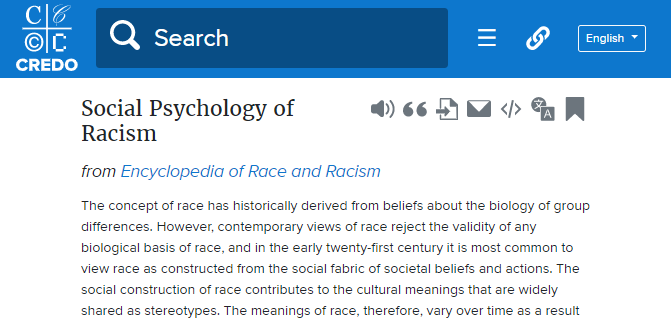 CREDO
Search
English
Social Psychology of
Racism
from Encyclopedia of Race and Racism
The concept of race has historically derived from beliefs about the biology of group
differences. However, contemporary views of race reject the validity of any
biological basis of race, and in the early twenty-first century it is most common to
view race as constructed from the social fabric of societal beliefs and actions. The
social construction of race contributes to the cultural meanings that are widely
shared as stereotypes. The meanings of race, therefore, vary over time as a result